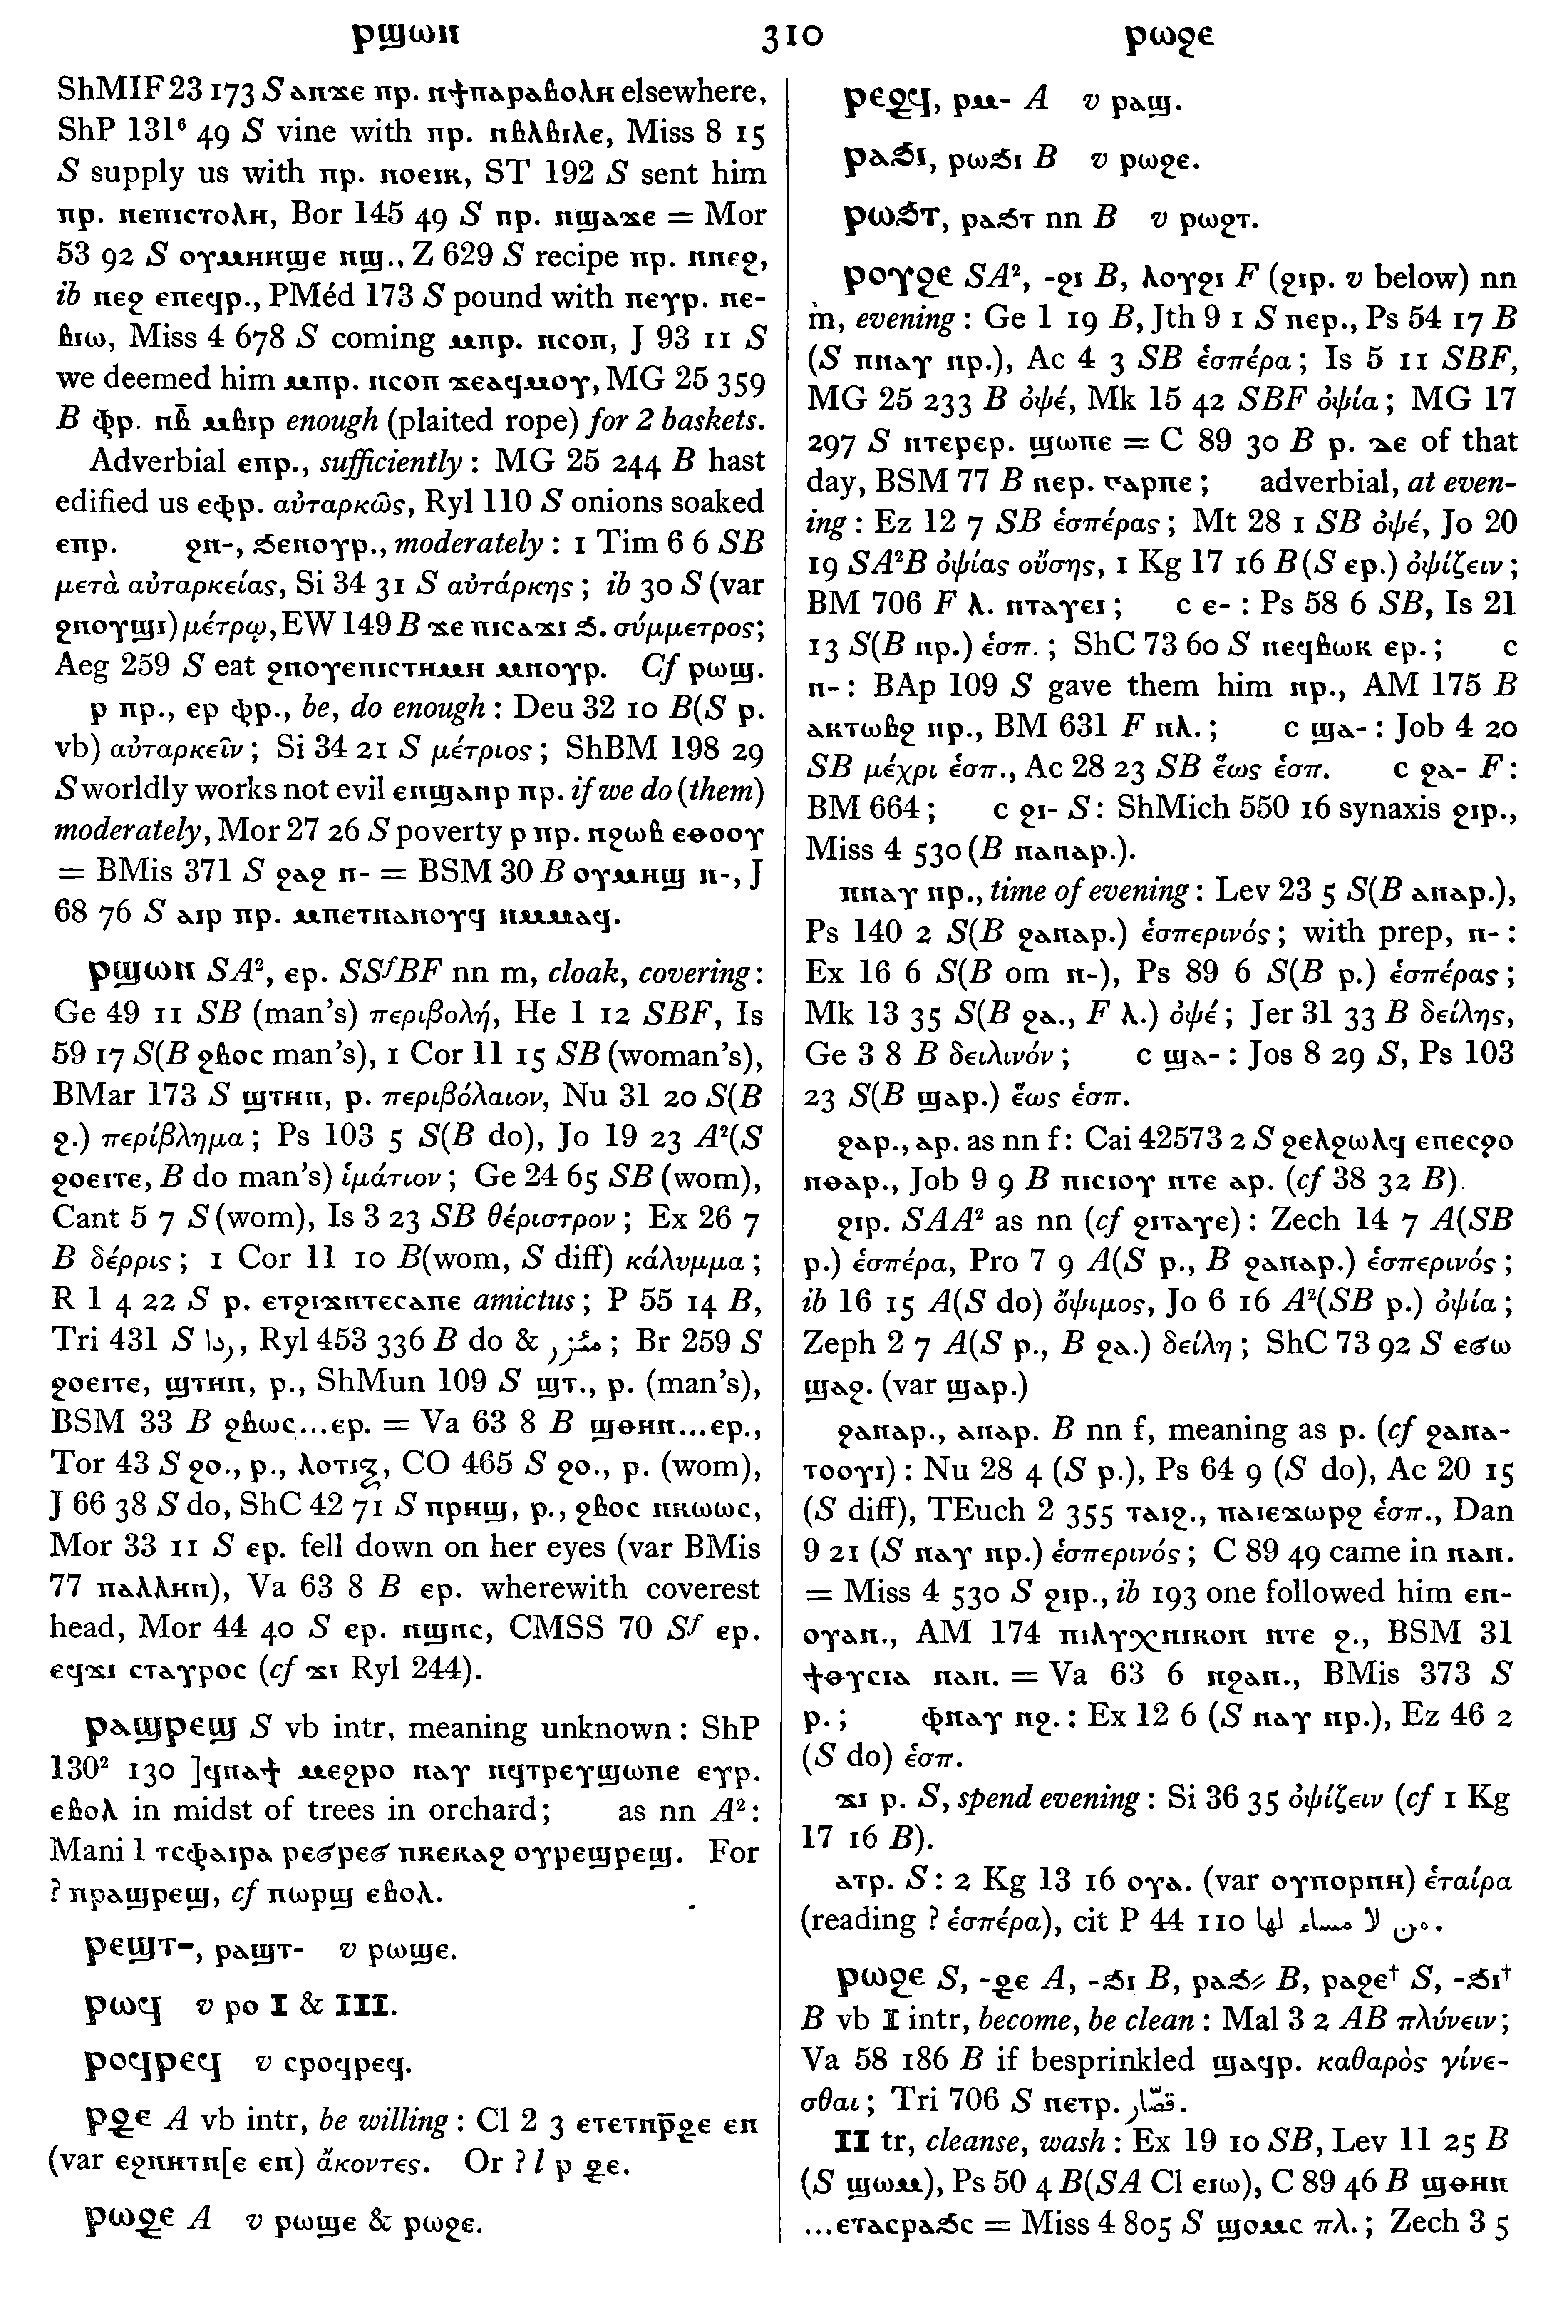 ⲣϣⲱⲛ 310 ⲣⲱϩⲉ
ShMIF 23 173 S ⲁⲡϫⲉ ⲡⲣ. ⲛϯⲡⲁⲣⲁⲃⲟⲗⲏ elsewhere,
ShP 131⁶ 49 S vine with ⲡⲣ. ⲛⲃⲗⲃⲓⲗⲉ, Miss 8 15
S supply us with ⲡⲣ. ⲛⲟⲉⲓⲕ, ST 192 S sent him
ⲡⲣ. ⲛⲉⲡⲓⲥⲧⲟⲗⲏ, Bor 145 49 S ⲡⲣ. ⲛϣⲁϫⲉ = Mor
53 92 S ⲟⲩⲙⲏⲏϣⲉ ⲛϣ., Z 629 S recipe ⲡⲣ. ⲛⲛⲉϩ,
ib ⲛⲉϩ ⲉⲡⲉϥⲣ., PMéd 173 S pound with ⲡⲉⲩⲣ. ⲛⲉ-
ⲃⲓⲱ, Miss 4 678 S coming ⲙⲡⲣ. ⲛⲥⲟⲡ, J 93 11 S
we deemed him ⲙⲡⲣ. ⲛⲥⲟⲡ ϫⲉⲁϥⲙⲟⲩ, MG 25 359
B ⲫⲣ. ⲛⲃ̄ ⲙⲃⲓⲣ enough (plaited rope) for 2 baskets.
Adverbial ⲉⲡⲣ., sufficiently : MG 25 244 B hast
edified us ⲉⲫⲣ. αὐταρκῶς, Ryl 110 S onions soaked
ⲉⲡⲣ. ϩⲛ-, ϧⲉⲛⲟⲩⲣ., moderately : 1 Tim 6 6 SB
μετὰ αὐταρκείας, Si 34 31 S αὐτάρκης ; ib 30 S (var
ϩⲛⲟⲩϣⲓ) μέτρῳ, EW 149 B ϫⲉ ⲡⲓⲥⲁϫⲓ ϧ. σύμμετρος;
Aeg 259 S eat ϩⲛⲟⲩⲉⲡⲓⲥⲧⲏⲙⲏ ⲙⲡⲟⲩⲣ. Cf ⲣⲱϣ.
ⲣ ⲡⲣ., ⲉⲣ ⲫⲣ., be, do enough : Deu 32 10 B(S ⲣ.
vb) αὐταρκεῖν ; Si 34 21 S μέτριος ; ShBM 198 29
S worldly works not evil ⲉⲛϣⲁⲛⲣ ⲡⲣ. if we do (them)
moderately, Mor 27 26 S poverty ⲣ ⲡⲣ. ⲛϩⲱⲃ ⲉⲑⲟⲟⲩ
= BMis 371 S ϩⲁϩ ⲛ- = BSM 30 B ⲟⲩⲙⲏϣ ⲛ-, J
68 76 S ⲁⲓⲣ ⲡⲣ. ⲙⲡⲉⲧⲛⲁⲛⲟⲩϥ ⲛⲙⲙⲁϥ.
ⲣϣⲱⲛ SA², ⲉⲣ. SSᶠBF nn m, cloak, covering :
Ge 49 11 SB (man's) περιβολή, He 1 12 SBF, Is
59 17 S(B ϩⲃⲟⲥ man's), 1 Cor 11 15 SB (woman's),
BMar 173 S ϣⲧⲏⲛ, ⲣ. περιβόλαιον, Nu 31 20 S(B
ϩ.) περίβλημα ; Ps 103 5 S(B do), Jo 19 23 A²(S
ϩⲟⲉⲓⲧⲉ, B do man's) ἱμάτιον ; Ge 24 65 SB (wom),
Cant 5 7 S (wom), Is 3 23 SB θέριστρον ; Ex 26 7
B δέρρις ; 1 Cor 11 10 B(wom, S diff) κάλυμμα ;
R 1 4 22 S ⲣ. ⲉⲧϩⲓϫⲛⲧⲉⲥⲁⲡⲉ amictus ; P 55 14 B,
Tri 431 S ردا, Ryl 453 336 B do & مئزر ; Br 259 S
ϩⲟⲉⲓⲧⲉ, ϣⲧⲏⲛ, ⲣ., ShMun 109 S ϣⲧ., ⲣ. (man's),
BSM 33 B ϩⲃⲱⲥ...ⲉⲣ. = Va 63 8 B ϣⲑⲏⲛ...ⲉⲣ.,
Tor 43 S ϩⲟ., ⲣ., ⲗⲟⲧⲓⲝ, CO 465 S ϩⲟ., ⲣ. (wom),
J 66 38 S do, ShC 42 71 S ⲡⲣⲏϣ, ⲣ., ϩⲃⲟⲥ ⲛⲕⲱⲱⲥ,
Mor 33 11 S ⲉⲣ. fell down on her eyes (var BMis
77 ⲡⲁⲗⲗⲏⲛ), Va 63 8 B ⲉⲣ. wherewith coverest
head, Mor 44 40 S ⲉⲣ. ⲛϣⲛⲥ, CMSS 70 Sᶠ ⲉⲣ.
ⲉϥϫⲓ ⲥⲧⲁⲩⲣⲟⲥ (cf ϫⲓ Ryl 244).
ⲣⲁϣⲣⲉϣ S vb intr, meaning unknown : ShP
130² 130 ]ϥⲛⲁϯ ⲙⲉϩⲣⲟ ⲛⲁⲩ ⲛϥⲧⲣⲉⲩϣⲱⲡⲉ ⲉⲩⲣ.
ⲉⲃⲟⲗ in midst of trees in orchard ; as nn A² :
Mani 1 ⲧⲥⲫⲁⲓⲣⲁ ⲣⲉϭⲣⲉϭ ⲛⲕⲉⲕⲁϩ ⲟⲩⲣⲉϣⲣⲉϣ. For
? ⲡⲣⲁϣⲣⲉϣ, cf ⲡⲱⲣϣ ⲉⲃⲟⲗ.
ⲣⲉϣⲧ-, ⲣⲁϣⲧ- v ⲣⲱϣⲉ.
ⲣⲱϥ v ⲣⲟ I & III.
ⲣⲟϥⲣⲉϥ v ⲥⲣⲟϥⲣⲉϥ.
ⲣϩⲉ A vb intr, be willing : Cl 2 3 ⲉⲧⲉⲧⲛⲣ̄ϩⲉ ⲉⲛ
(var ⲉϩⲛⲏⲧⲛ[ⲉ ⲉⲛ) ἄκοντες. Or ? l ⲣ ϩⲉ.
ⲣⲱϩⲉ A v ⲣⲱϣⲉ & ⲣⲱϩⲉ.
ⲣⲉϩϥ, ⲣⲙ- A v ⲣⲁϣ.
ⲣⲁϧⲓ, ⲣⲱϧⲓ B v ⲣⲱϩⲉ.
ⲣⲱϧⲧ, ⲣⲁϧⲧ nn B v ⲣⲱϩⲧ.
ⲣⲟⲩϩⲉ SA², -ϩⲓ B, ⲗⲟⲩϩⲓ F (ϩⲓⲣ. v below) nn
m, evening : Ge 1 19 B, Jth 9 1 S ⲡⲉⲣ., Ps 54 17 B
(S ⲡⲛⲁⲩ ⲛⲣ.), Ac 4 3 SB ἑσπέρα ; Is 5 11 SBF,
MG 25 233 B ὀψέ, Mk 15 42 SBF ὀψία ; MG 17
297 S ⲛⲧⲉⲣⲉⲣ. ϣⲱⲡⲉ = C 89 30 B ⲣ. ⲇⲉ of that
day, BSM 77 B ⲡⲉⲣ. ⲅⲁⲣⲡⲉ ; adverbial, at even-
ing : Ez 12 7 SB ἑσπέρας ; Mt 28 1 SB ὀψέ, Jo 20
19 SA²B ὀψίας οὔσης, 1 Kg 17 16 B (S ⲉⲣ.) ὀψίζειν ;
BM 706 F ⲗ. ⲛⲧⲁⲩⲉⲓ ; c ⲉ- : Ps 58 6 SB, Is 21
13 S(B ⲛⲣ.) ἑσπ. ; ShC 73 60 S ⲛⲉϥⲃⲱⲕ ⲉⲣ. ; c
ⲛ- : BAp 109 S gave them him ⲛⲣ., AM 175 B
ⲁⲕⲧⲱⲃϩ ⲛⲣ., BM 631 F ⲛⲗ. ; c ϣⲁ- : Job 4 20
SB μέχρι ἑσπ., Ac 28 23 SB ἕως ἑσπ. c ϩⲁ- F :
BM 664 ; c ϩⲓ- S : ShMich 550 16 synaxis ϩⲓⲣ.,
Miss 4 530 (B ⲛⲁⲛⲁⲣ.).
ⲡⲛⲁⲩ ⲛⲣ., time of evening : Lev 23 5 S(B ⲁⲛⲁⲣ.),
Ps 140 2 S(B ϩⲁⲛⲁⲣ.) ἑσπερινός ; with prep, ⲛ- :
Ex 16 6 S(B om ⲛ-), Ps 89 6 S(B ⲣ.) ἑσπέρας ;
Mk 13 35 S(B ϩⲁ., F ⲗ.) ὀψέ ; Jer 31 33 B δείλης,
Ge 3 8 B δειλινόν ; c ϣⲁ- : Jos 8 29 S, Ps 103
23 S(B ϣⲁⲣ.) ἕως ἑσπ.
ϩⲁⲣ., ⲁⲣ. as nn f : Cai 42573 2 S ϩⲉⲗϩⲱⲗϥ ⲉⲡⲉⲥϩⲟ
ⲛⲑⲁⲣ., Job 9 9 B ⲡⲓⲥⲓⲟⲩ ⲛⲧⲉ ⲁⲣ. (cf 38 32 B).
ϩⲓⲣ. SAA² as nn (cf ϩⲓⲧⲁⲩⲉ) : Zech 14 7 A(SB
ⲣ.) ἑσπέρα, Pro 7 9 A(S ⲣ., B ϩⲁⲛⲁⲣ.) ἑσπερινός ;
ib 16 15 A(S do) ὄψιμος, Jo 6 16 A²(SB ⲣ.) ὀψία ;
Zeph 2 7 A(S ⲣ., B ϩⲁ.) δείλη ; ShC 73 92 S ⲉϭⲱ
ϣⲁϩ. (var ϣⲁⲣ.)
ϩⲁⲛⲁⲣ., ⲁⲛⲁⲣ. B nn f, meaning as ⲣ. (cf ϩⲁⲛⲁ-
ⲧⲟⲟⲩⲓ) : Nu 28 4 (S ⲣ.), Ps 64 9 (S do), Ac 20 15
(S diff), TEuch 2 355 ⲧⲁⲓϩ., ⲡⲁⲓⲉϫⲱⲣϩ ἑσπ., Dan
9 21 (S ⲛⲁⲩ ⲛⲣ.) ἑσπερινός ; C 89 49 came in ⲛⲁⲛ.
= Miss 4 530 S ϩⲓⲣ., ib 193 one followed him ⲉⲛ-
ⲟⲩⲁⲛ., AM 174 ⲡⲓⲗⲩⲭⲛⲓⲕⲟⲛ ⲛⲧⲉ ϩ., BSM 31
ϯⲑⲩⲥⲓⲁ ⲛⲁⲛ. = Va 63 6 ⲛϩⲁⲛ., BMis 373 S
ⲣ. ; ⲫⲛⲁⲩ ⲛϩ. : Ex 12 6 (S ⲛⲁⲩ ⲛⲣ.), Ez 46 2
(S do) ἑσπ.
ϫⲓ ⲣ. S, spend evening : Si 36 35 ὀψίζειν (cf 1 Kg
17 16 B).
ⲁⲧⲣ. S : 2 Kg 13 16 ⲟⲩⲁ. (var ⲟⲩⲡⲟⲣⲛⲏ) ἑταίρα
(reading ? ἑσπέρα), cit P 44 110 من لا مساء لها.
ⲣⲱϩⲉ S, -ϩⲉ A, -ϧⲓ B, ⲣⲁϧ⸗ B, ⲣⲁϩⲉ† S, -ϧⲓ†
B vb I intr, become, be clean : Mal 3 2 AB πλύνειν ;
Va 58 186 B if besprinkled ϣⲁϥⲣ. καθαρὸς γίνε-
σθαι ; Tri 706 S ⲡⲉⲧⲣ. قصّار.
II tr, cleanse, wash : Ex 19 10 SB, Lev 11 25 B
(S ϣⲱⲙ), Ps 50 4 B(SA Cl ⲉⲓⲱ), C 89 46 B ϣⲑⲏⲛ
...ⲉⲧⲁⲥⲣⲁϧⲥ = Miss 4 805 S ϣⲟⲙⲥ πλ. ; Zech 3 5